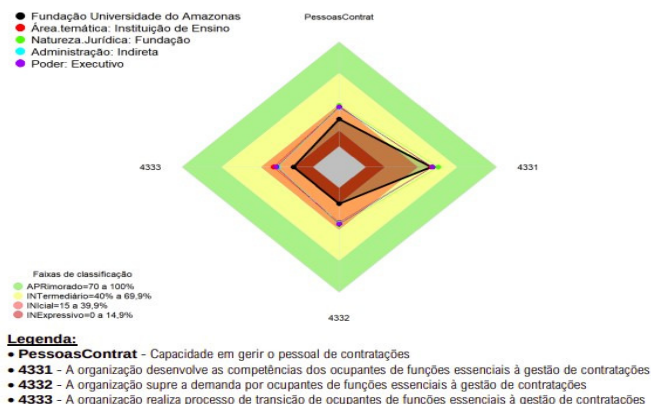 Fundação Universidade do Amazonas
Área.temática: Instituição de Ensino
Natureza.Jurídica: Fundação
Administração: Indireta
Poder: Executivo
PessoasContrat
4333
4331
4332
Faixas de classificação
APRimorado=70 a 100%
INTermediário=40% a 69,9%
INIcial=15 a 39,9%
INExpressivo=0 a 14,9%
Legenda:
• PessoasContrat - Capacidade em gerir o pessoal de contratações
• 4331 - A organização desenvolve as competências dos ocupantes de funções essenciais à gestão de contratações
• 4332 - A organização supre a demanda por ocupantes de funções essenciais à gestão de contratações
• 4333 - A organização realiza processo de transição de ocupantes de funções essenciais à gestão de contratações